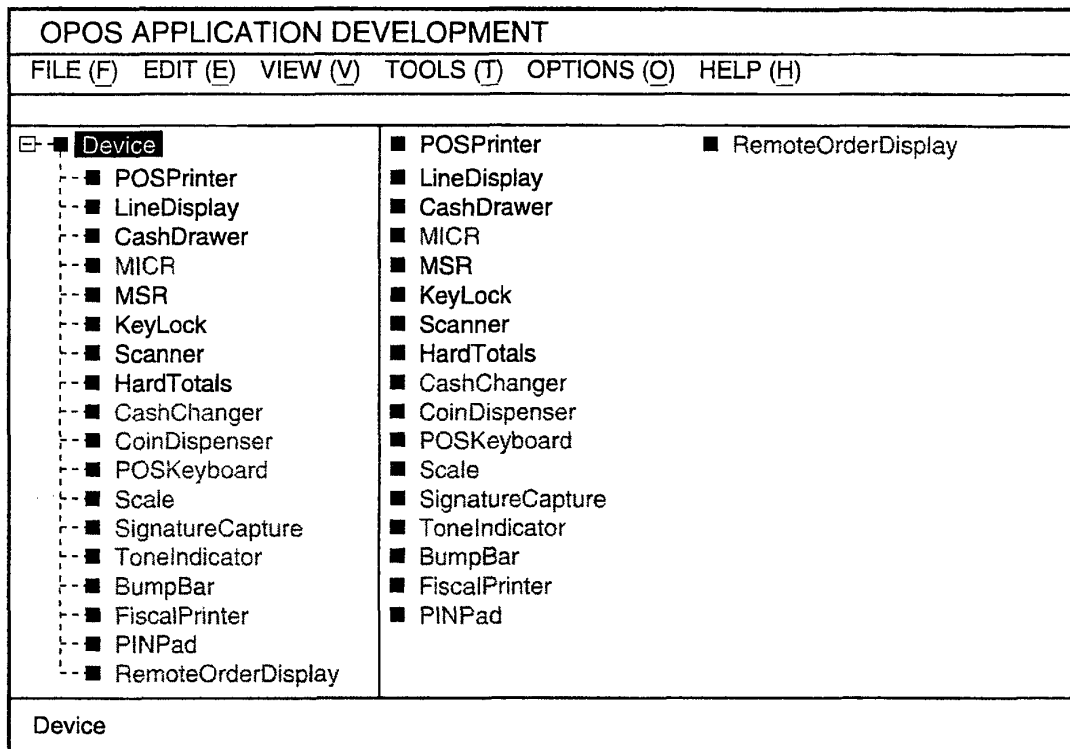 OPOS APPLICATION DEVELOPMENT
FILE (F) EDIT (E) VIEW (V) TOOLS (T) OPTIONS (O) HELP (H)
Device
POSPrinter
LineDisplay
CashDrawer
MICR
MSR
KeyLock
Scanner
HardTotals
CashChanger
CoinDispenser
POSKeyboard
Scale
SignatureCapture
ToneIndicator
BumpBar
FiscalPrinter
PINPad
RemoteOrderDisplay
POSPrinter
LineDisplay
CashDrawer
MICR
MSR
KeyLock
Scanner
HardTotals
CashChanger
CoinDispenser
POSKeyboard
Scale
SignatureCapture
ToneIndicator
BumpBar
FiscalPrinter
PINPad
RemoteOrderDisplay
Device